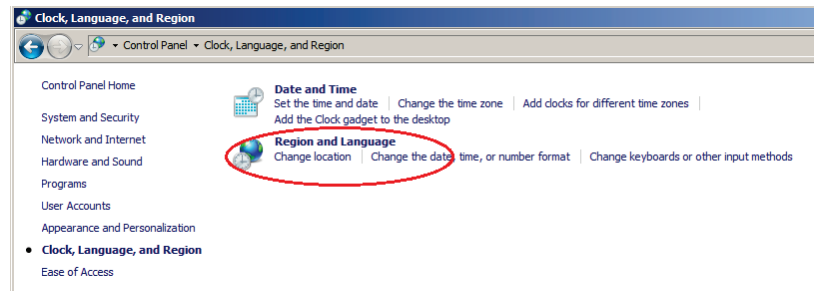 Clock, Language, and Region
Control Panel Clock, Language, and Region
Control Panel Home
System and Security
Network and Internet
Hardware and Sound
Programs
User Accounts
Appearance and Personalization
Clock, Language, and Region
Ease of Access
Date and Time
Set the time and date Change the time zone Add clocks for different time zones
Add the Clock gadget to the desktop
Region and Language
Change location Change the date, time, or number format Change keyboards or other input methods